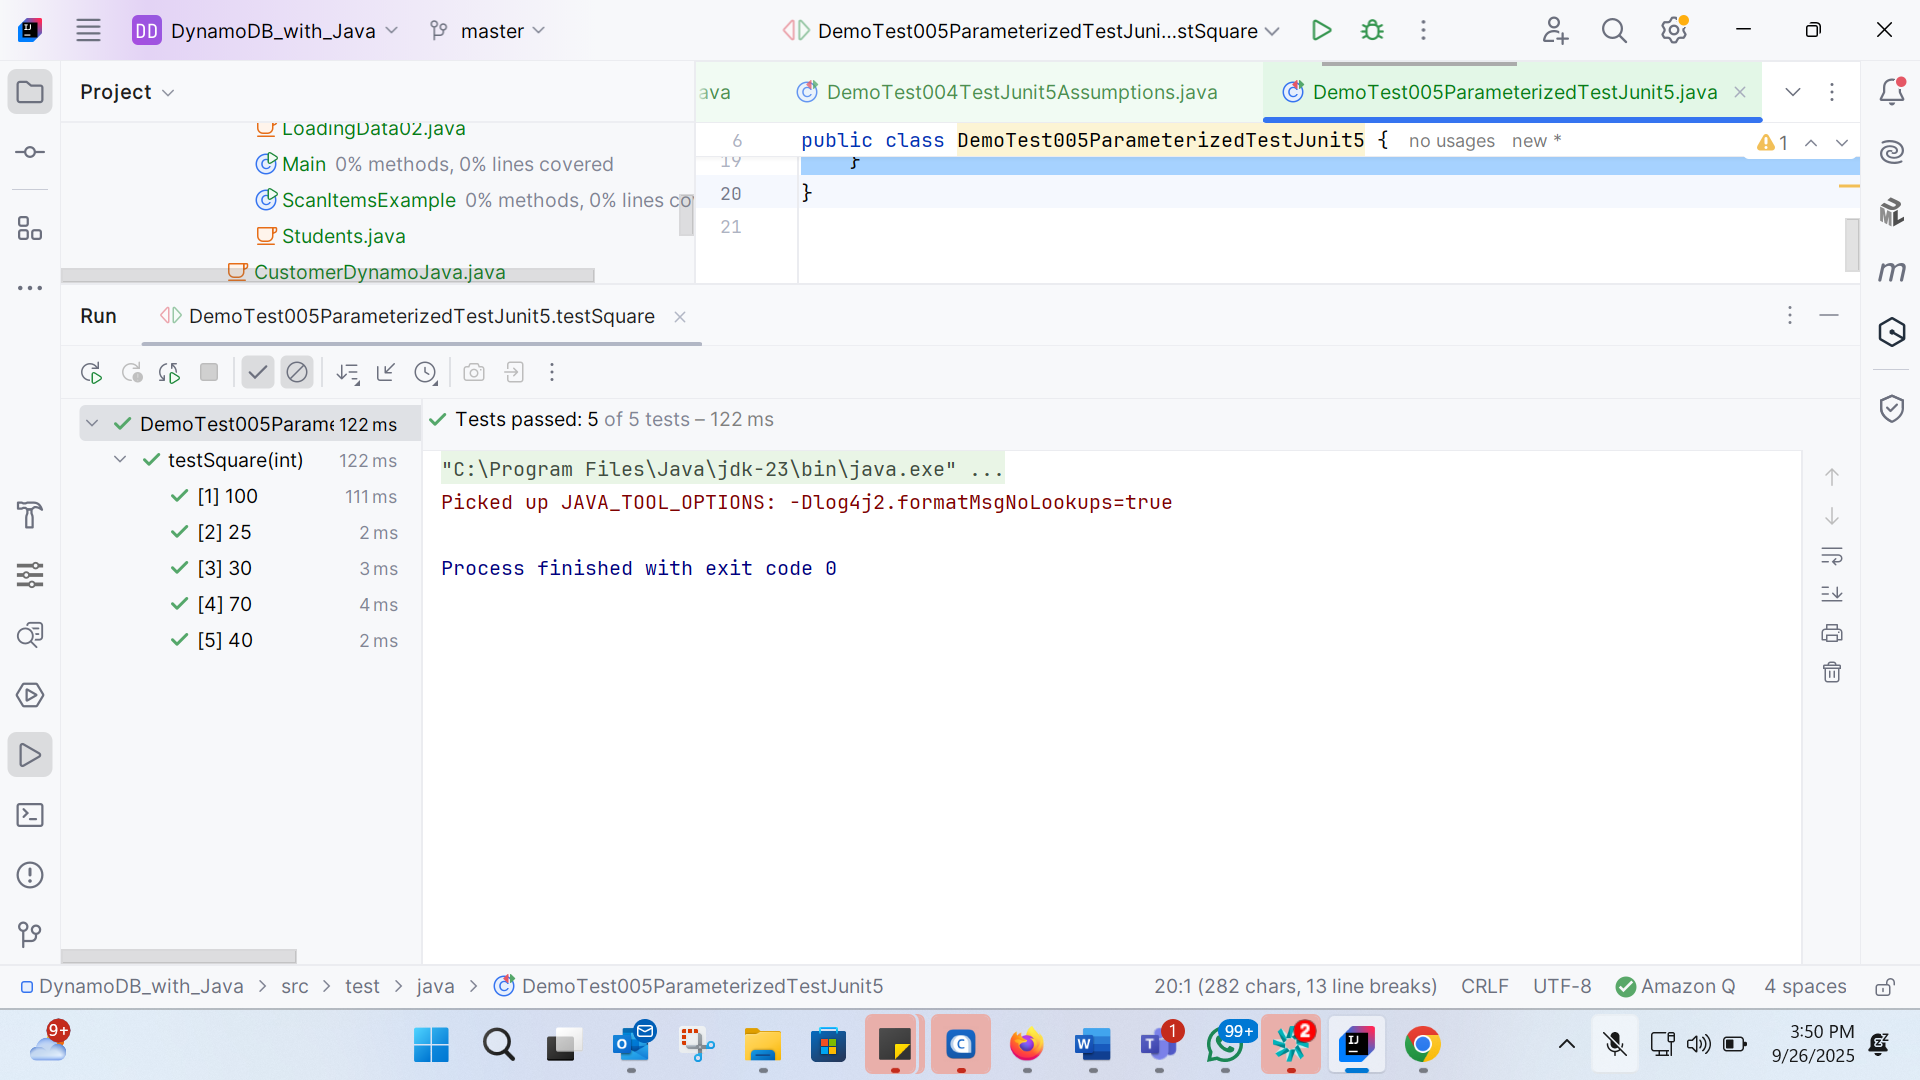 DD DynamoDB_with_Java master DemoTest005ParameterizedTestJuni...stSquare
Project
LoadingData02.java
Main 0% methods, 0% lines covered
ScanItemsExample 0% methods, 0% lines co
Students.java
CustomerDynamoJava.java
ava DemoTest004TestJunit5Assumptions.java DemoTest005ParameterizedTestJunit5.java
6 public class DemoTest005ParameterizedTestJunit5 { no usages new * 1
19 }
20 }
21
UML
m
Run DemoTest005ParameterizedTestJunit5.testSquare
DemoTest005Parame 122 ms
testSquare(int) 122 ms
[1] 100 111 ms
[2] 25 2 ms
[3] 30 3 ms
[4] 70 4 ms
[5] 40 2 ms
Tests passed: 5 of 5 tests – 122 ms
"C:\Program Files\Java\jdk-23\bin\java.exe" ...
Picked up JAVA_TOOL_OPTIONS: -Dlog4j2.formatMsgNoLookups=true
Process finished with exit code 0
DynamoDB_with_Java > src > test > java > DemoTest005ParameterizedTestJunit5 20:1 (282 chars, 13 line breaks) CRLF UTF-8 Amazon Q 4 spaces
9+
1
99+
2
3:50 PM
9/26/2025